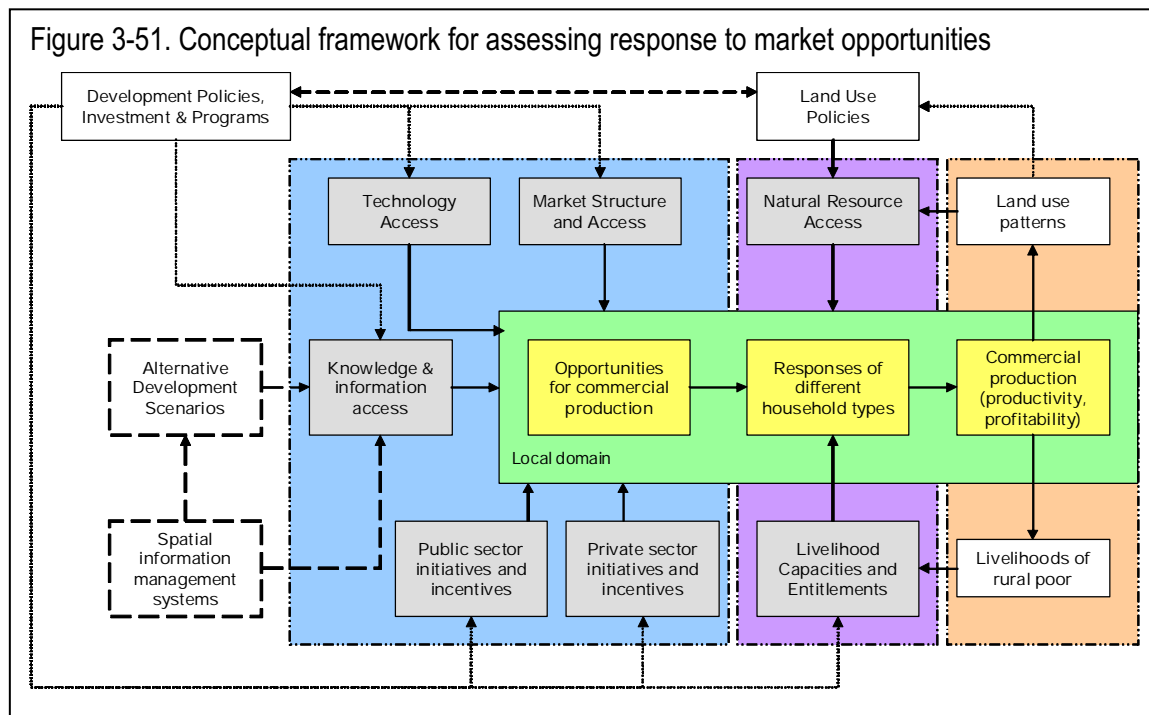 Figure 3-51. Conceptual framework for assessing response to market opportunities
Development Policies,
Investment & Programs
Land Use
Policies
Technology
Access
Market Structure
and Access
Natural Resource
Access
Land use
patterns
Alternative
Development
Scenarios
Knowledge &
information
access
Opportunities
for commercial
production
Responses of
different
household types
Commercial
production
(productivity,
profitability)
Local domain
Spatial
information
management
systems
Public sector
initiatives and
incentives
Private sector
initiatives and
incentives
Livelihood
Capacities and
Entitlements
Livelihoods of
rural poor